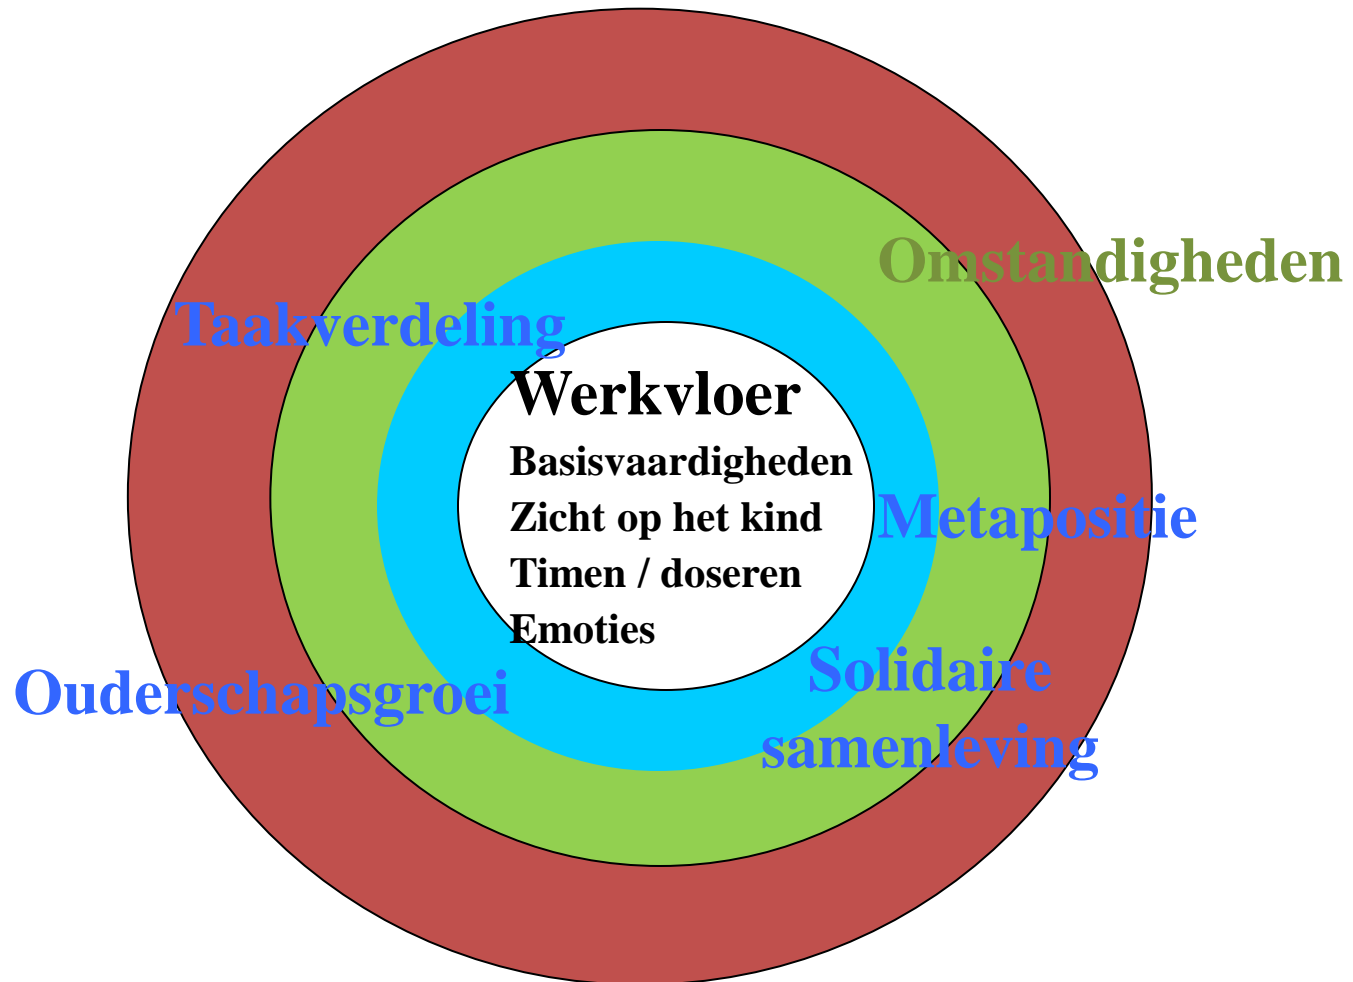 Omstandigheden
Taakverdeling
Werkvloer
Basisvaardigheden
Zicht op het kind
Timen / doseren
Emoties
Metapositie
Solidaire
samenleving
Ouderschapsgroei